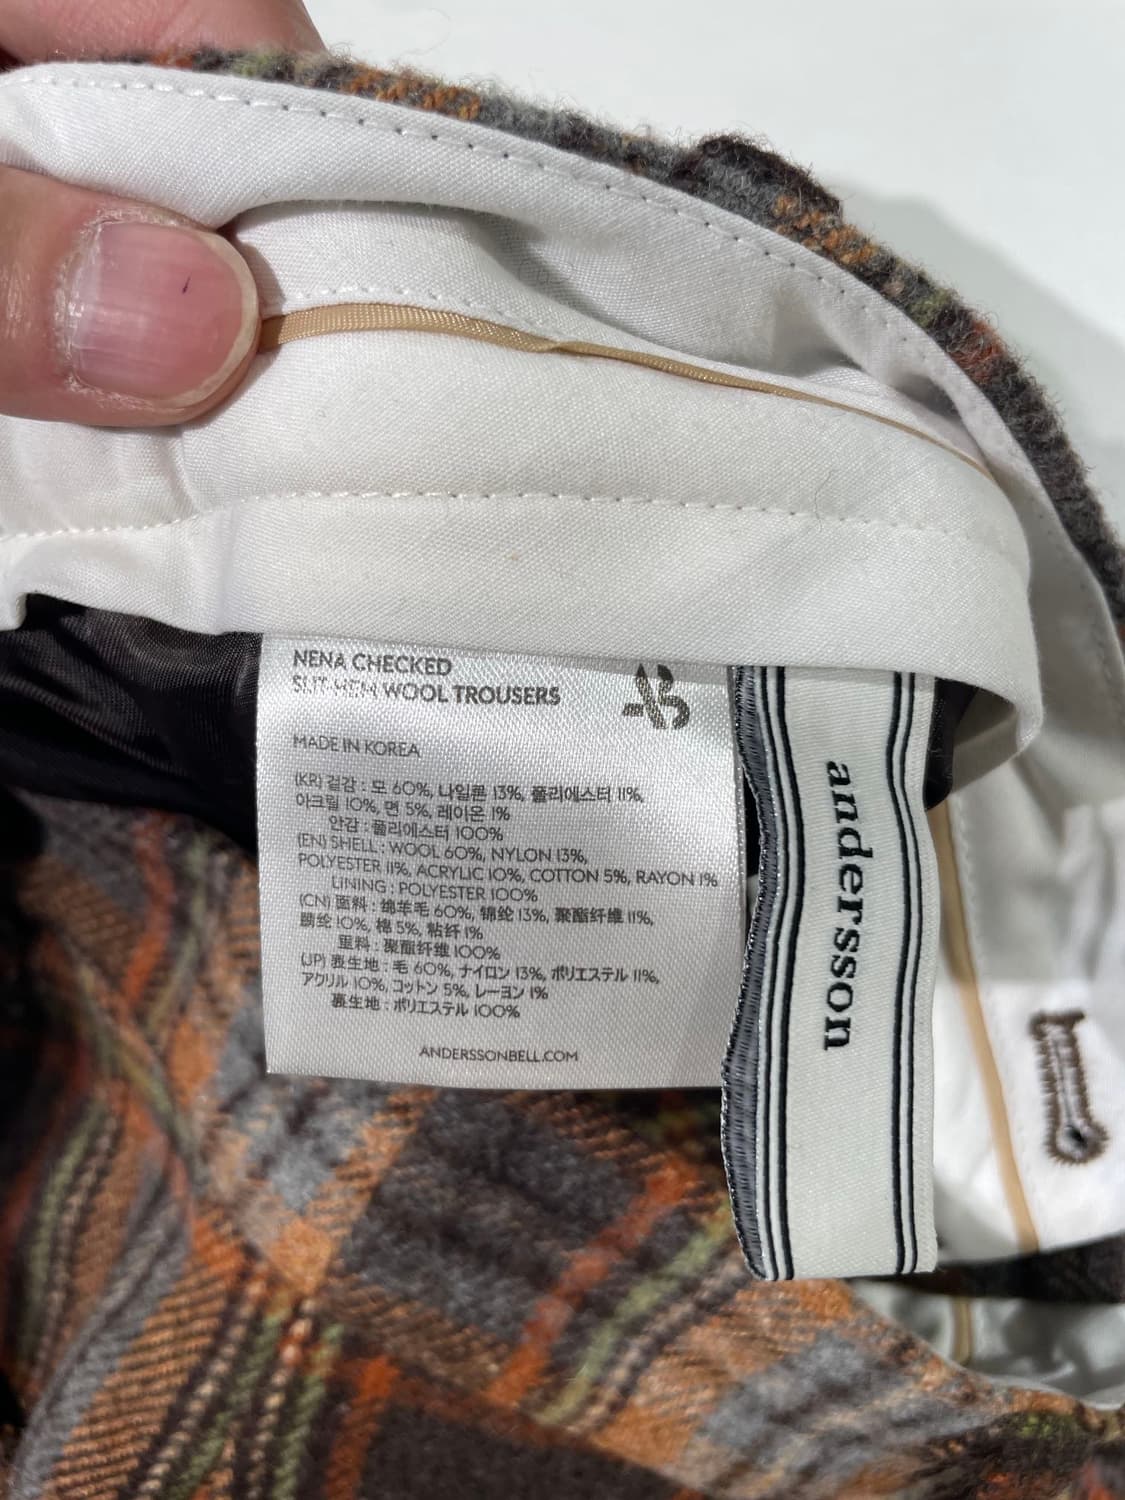 NENA CHECKED
SLIT-HEM WOOL TROUSERS
AB
MADE IN KOREA
(KR) 겉감 : 모 60%, 나일론 13%, 폴리에스터 11%,
아크릴 10%, 면 5%, 레이온 1%
안감 : 폴리에스터 100%
(EN) SHELL : WOOL 60%, NYLON 13%,
POLYESTER 11%, ACRYLIC 10%, COTTON 5%, RAYON 1%
LINING : POLYESTER 100%
(CN) 面料 : 绵羊毛 60%, 锦纶 13%, 聚酯纤维 11%,
腈纶 10%, 棉 5%, 粘纤 1%
里料 : 聚酯纤维 100%
(JP) 表生地 : 毛 60%, ナイロン 13%, ポリエステル 11%,
アクリル 10%, コットン 5%, レーヨン 1%
裏生地 : ポリエステル 100%
ANDERSSONBELL.COM
andersson